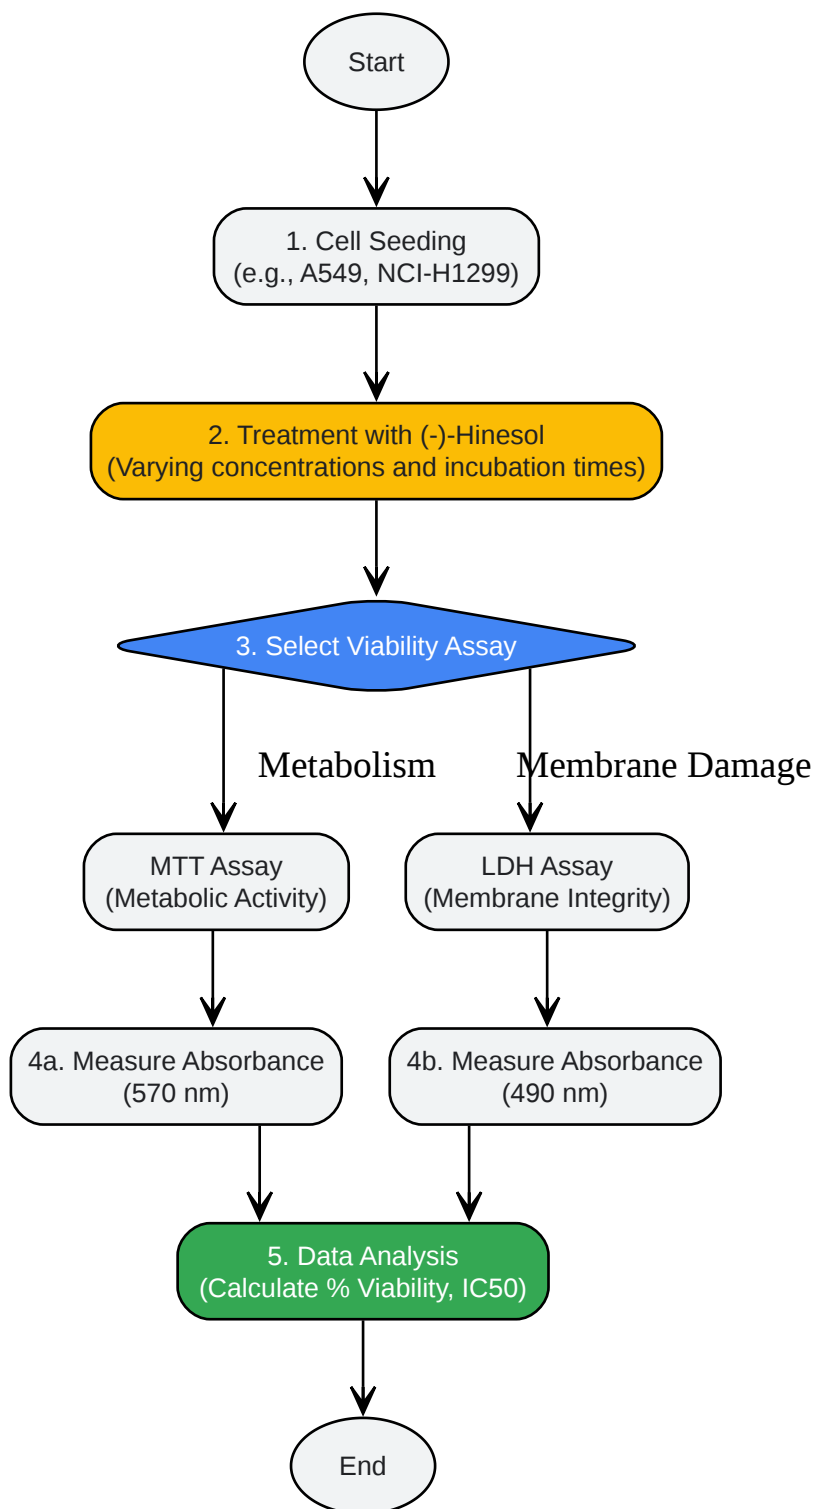 Start
1. Cell Seeding
(e.g., A549, NCI-H1299)
2. Treatment with (-)-Hinesol
(Varying concentrations and incubation times)
3. Select Viability Assay
Metabolism
Membrane Damage
MTT Assay
(Metabolic Activity)
LDH Assay
(Membrane Integrity)
4a. Measure Absorbance
(570 nm)
4b. Measure Absorbance
(490 nm)
5. Data Analysis
(Calculate % Viability, IC50)
End